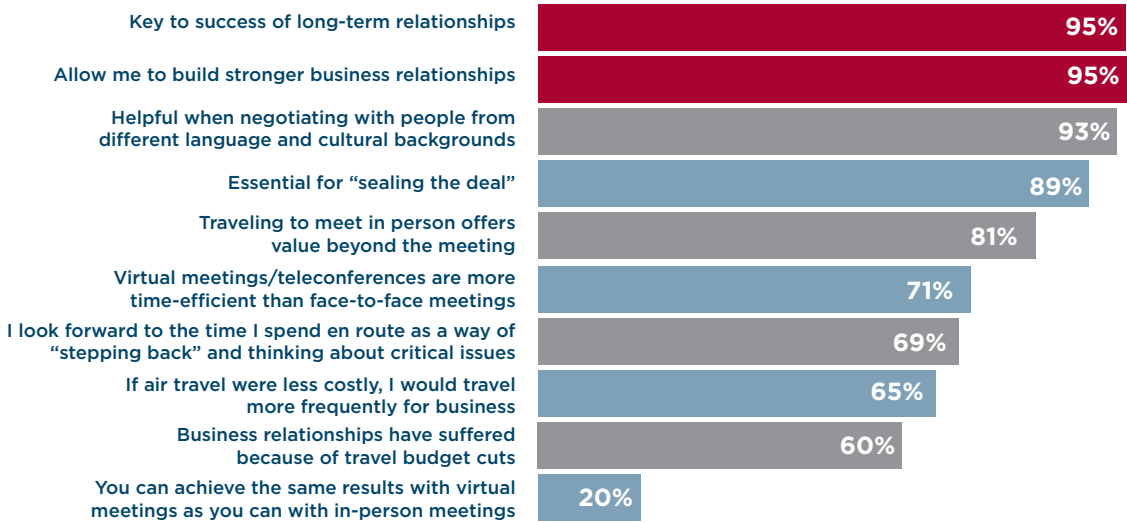 Key to success of long-term relationships
95%
Allow me to build stronger business relationships
95%
Helpful when negotiating with people from
different language and cultural backgrounds
93%
Essential for “sealing the deal”
89%
Traveling to meet in person offers
value beyond the meeting
81%
Virtual meetings/teleconferences are more
time-efficient than face-to-face meetings
71%
I look forward to the time I spend en route as a way of
“stepping back” and thinking about critical issues
69%
If air travel were less costly, I would travel
more frequently for business
65%
Business relationships have suffered
because of travel budget cuts
60%
You can achieve the same results with virtual
meetings as you can with in-person meetings
20%